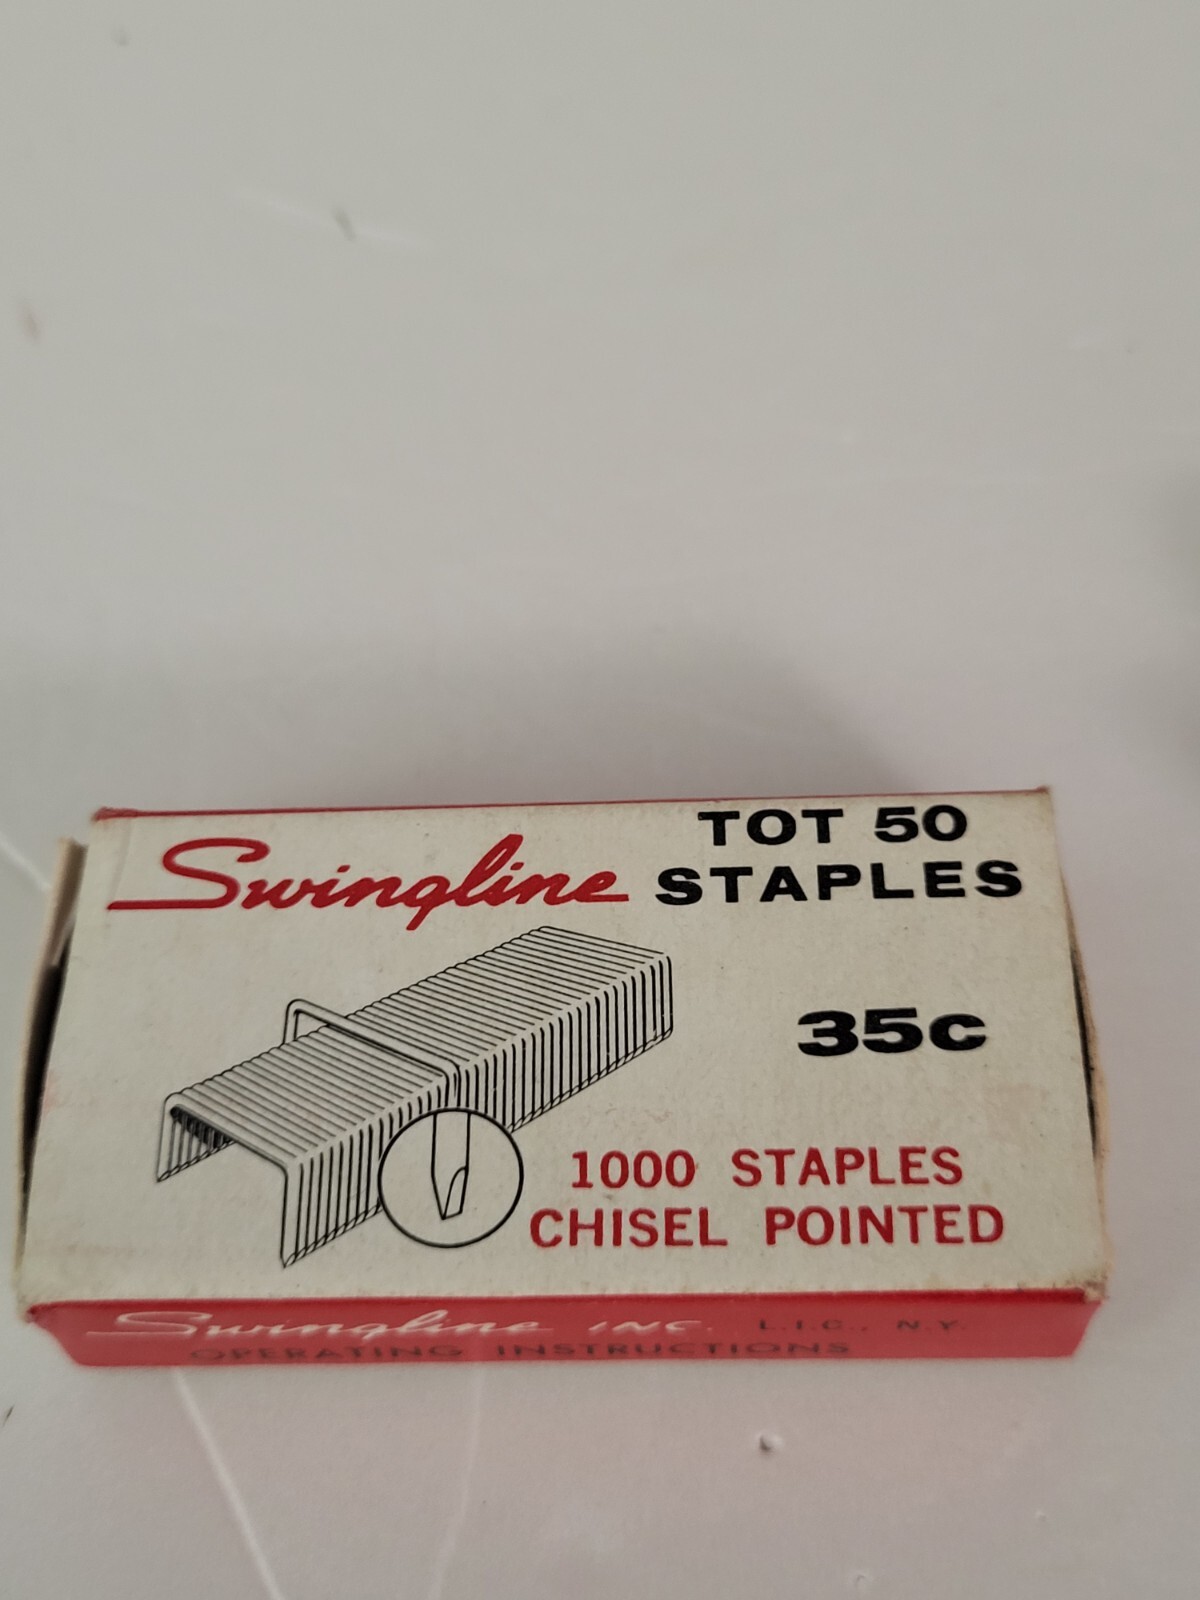 Swingline
TOT 50
STAPLES
35c
1000 STAPLES
CHISEL POINTED
Swingline INC. L.I.C., N.Y.
OPERATING INSTRUCTIONS